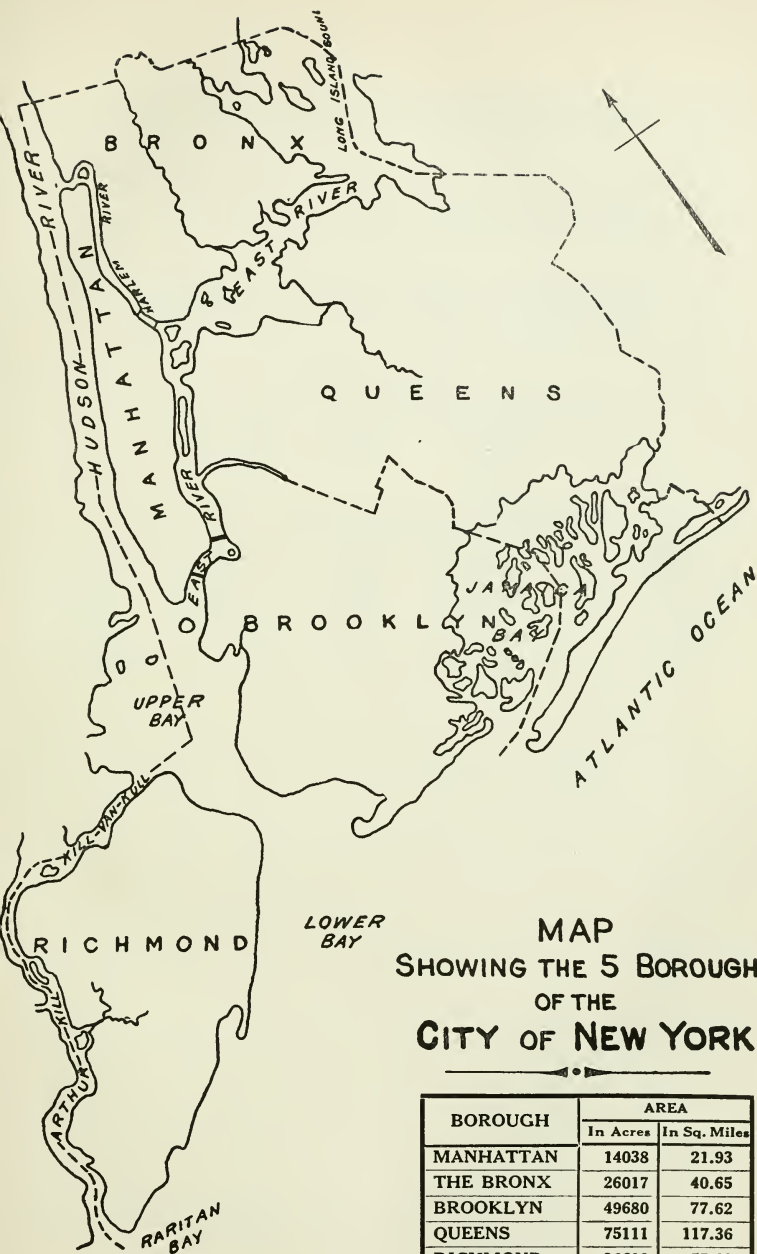 LONG ISLAND SOUND
BRONX
HUDSON RIVER
HARLEM RIVER
EAST RIVER
MANHATTAN
QUEENS
EAST RIVER
BROOKLYN
JAMAICA
BAY
ATLANTIC OCEAN
UPPER
BAY
KILL-VAN-KULL
RICHMOND
LOWER
BAY
ARTHUR KILL
RARITAN
BAY
MAP
SHOWING THE 5 BOROUGH
OF THE
CITY OF NEW YORK
BOROUGH AREA
In Acres In Sq. Miles
MANHATTAN 14038 21.93
THE BRONX 26017 40.65
BROOKLYN 49680 77.62
QUEENS 75111 117.36